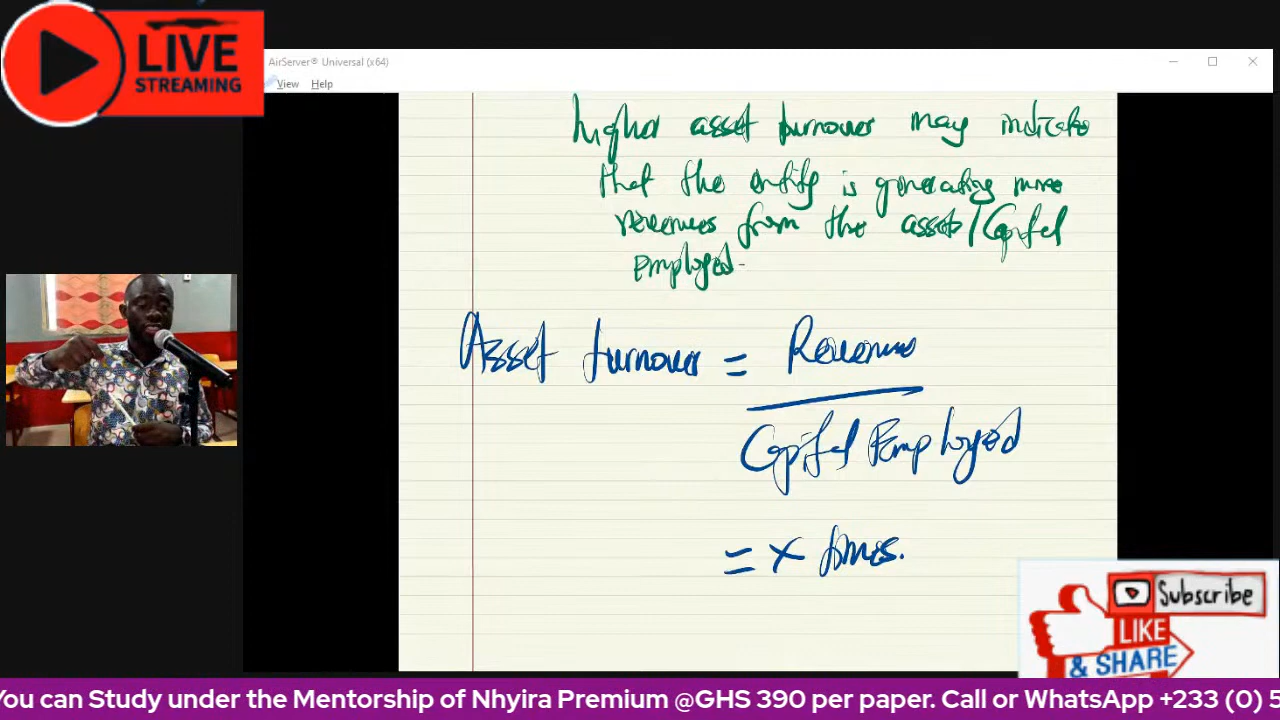 LIVE
STREAMING
AirServer® Universal (x64)
View Help
higher asset turnover may indicate
that the entity is generating more
revenues from the assets/Capital
Employed.
Asset turnover = Revenue
Capital Employed
= x times.
Subscribe
LIKE
& SHARE
You can Study under the Mentorship of Nhyira Premium @GHS 390 per paper. Call or WhatsApp +233 (0) 5